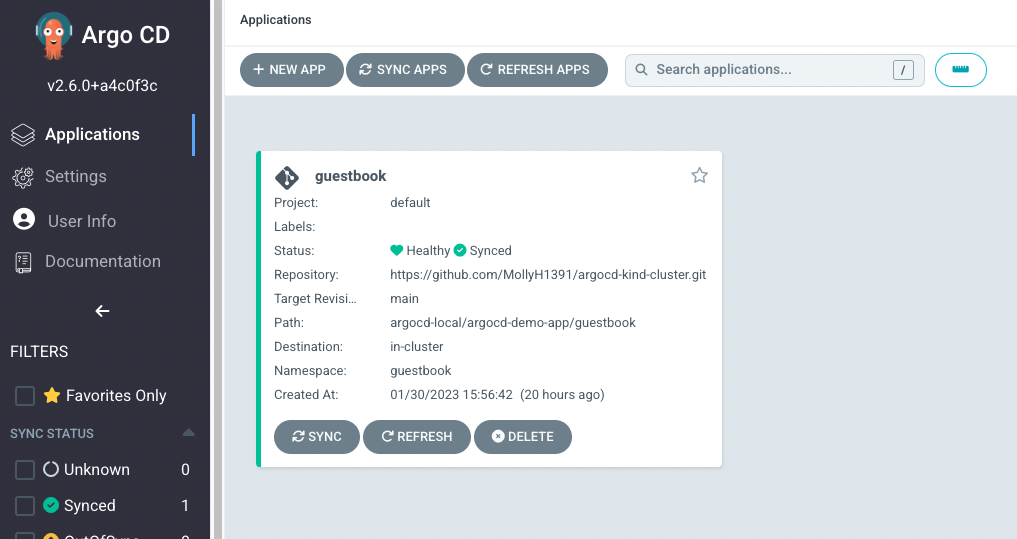 Argo CD
v2.6.0+a4c0f3c
Applications
Settings
User Info
Documentation
FILTERS
Favorites Only
SYNC STATUS
Unknown 0
Synced 1
Applications
NEW APP SYNC APPS REFRESH APPS Search applications... /
guestbook
Project: default
Labels:
Status: Healthy Synced
Repository: https://github.com/MollyH1391/argocd-kind-cluster.git
Target Revisi... main
Path: argocd-local/argocd-demo-app/guestbook
Destination: in-cluster
Namespace: guestbook
Created At: 01/30/2023 15:56:42 (20 hours ago)
SYNC REFRESH DELETE